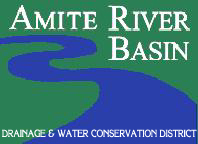 AMITE RIVER
BASIN
DRAINAGE & WATER CONSERVATION DISTRICT